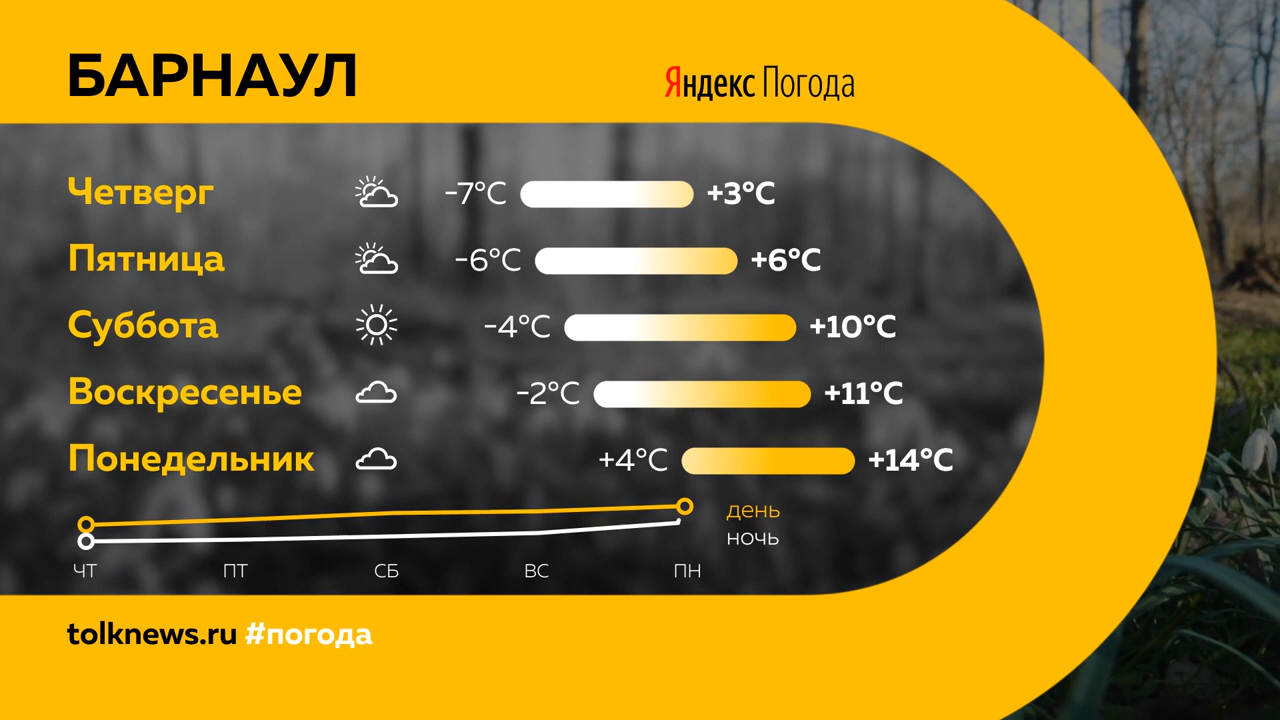 БАРНАУЛ
Яндекс Погода
Четверг -7°C +3°C
Пятница -6°C +6°C
Суббота -4°C +10°C
Воскресенье -2°C +11°C
Понедельник +4°C +14°C
день
ночь
ЧТ ПТ СБ ВС ПН
tolknews.ru #погода